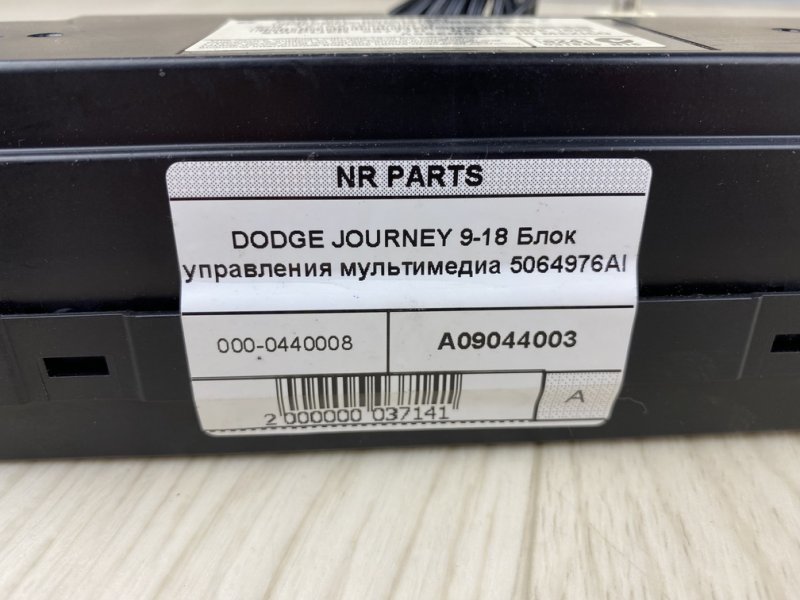 NR PARTS
DODGE JOURNEY 9-18 Блок
управления мультимедиа 5064976AI
000-0440008
A09044003
A
2 000000 037141